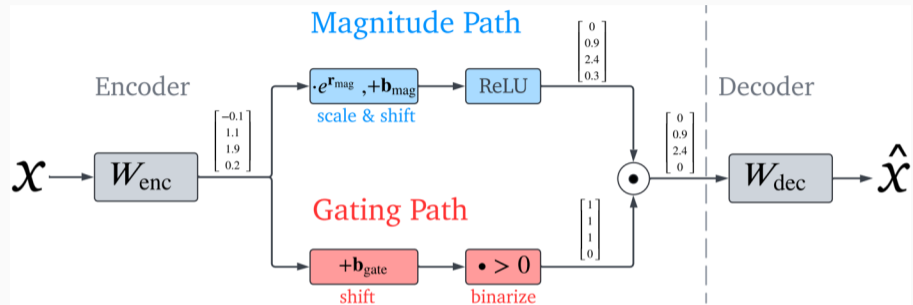 Magnitude Path
Encoder
Decoder
x
W_enc
[−0.1 1.1 1.9 0.2]
·e^{r_mag} ,+b_mag
scale & shift
ReLU
[0 0.9 2.4 0.3]
[0 0.9 2.4 0]
W_dec
x̂
Gating Path
+b_gate
shift
• > 0
binarize
[1 1 1 0]